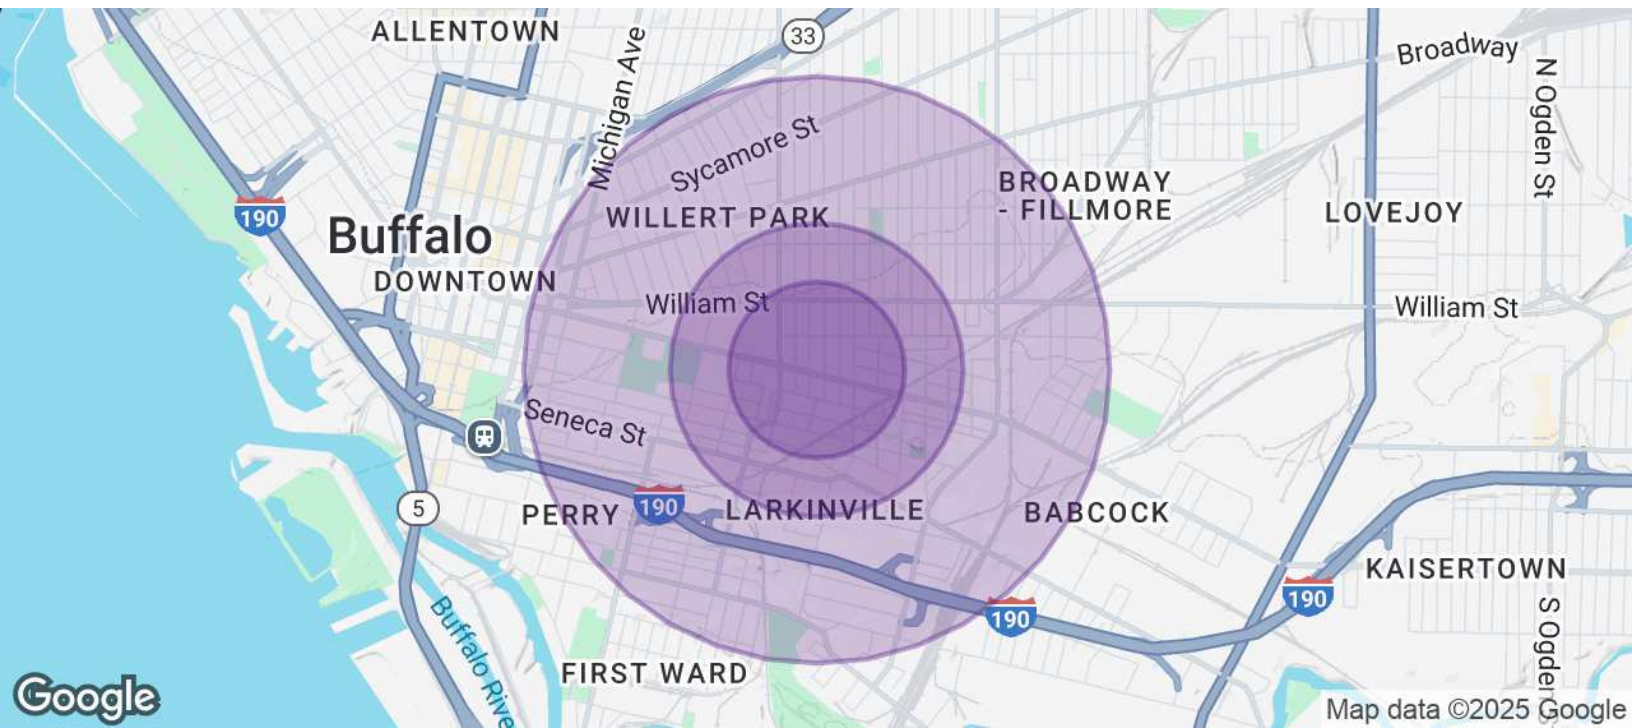 ALLENTOWN
33
Michigan Ave
Broadway
N Ogden St
Sycamore St
BROADWAY
- FILLMORE
190
WILLERT PARK
LOVEJOY
Buffalo
DOWNTOWN
William St
William St
Seneca St
5
PERRY
190
LARKINVILLE
BABCOCK
KAISERTOWN
190
190
S Ogden
Buffalo Rive
FIRST WARD
Google
Map data ©2025 Google